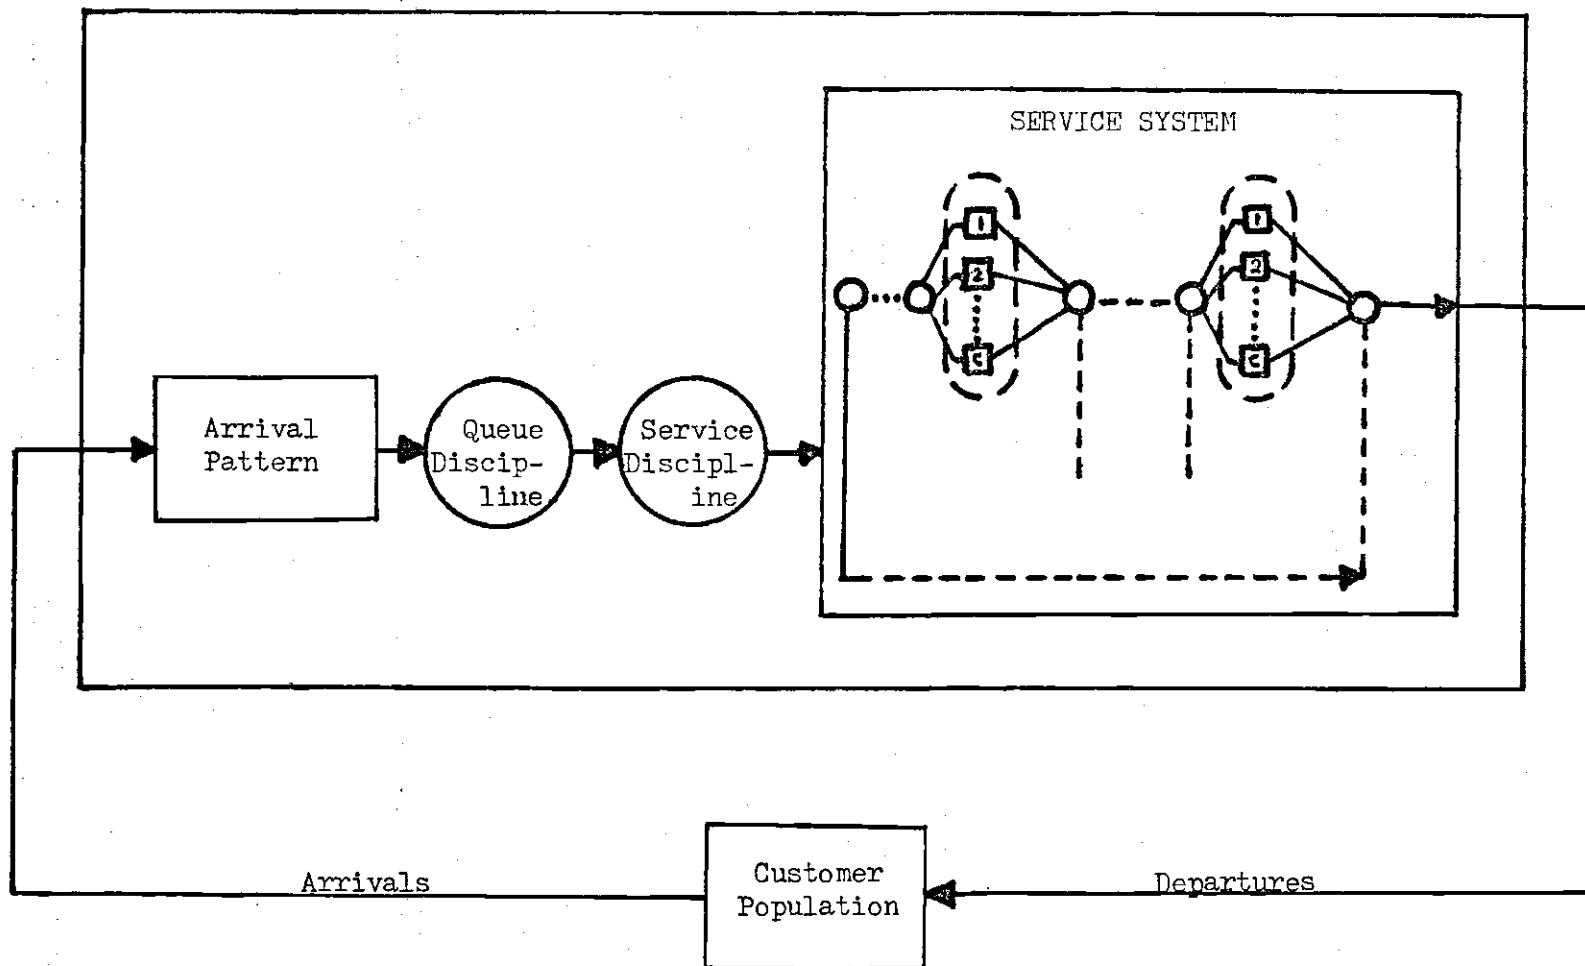 SERVICE SYSTEM
1
2
C
1
2
C
Arrival
Pattern
Queue
Discip-
line
Service
Discipl-
ine
Arrivals
Customer
Population
Departures